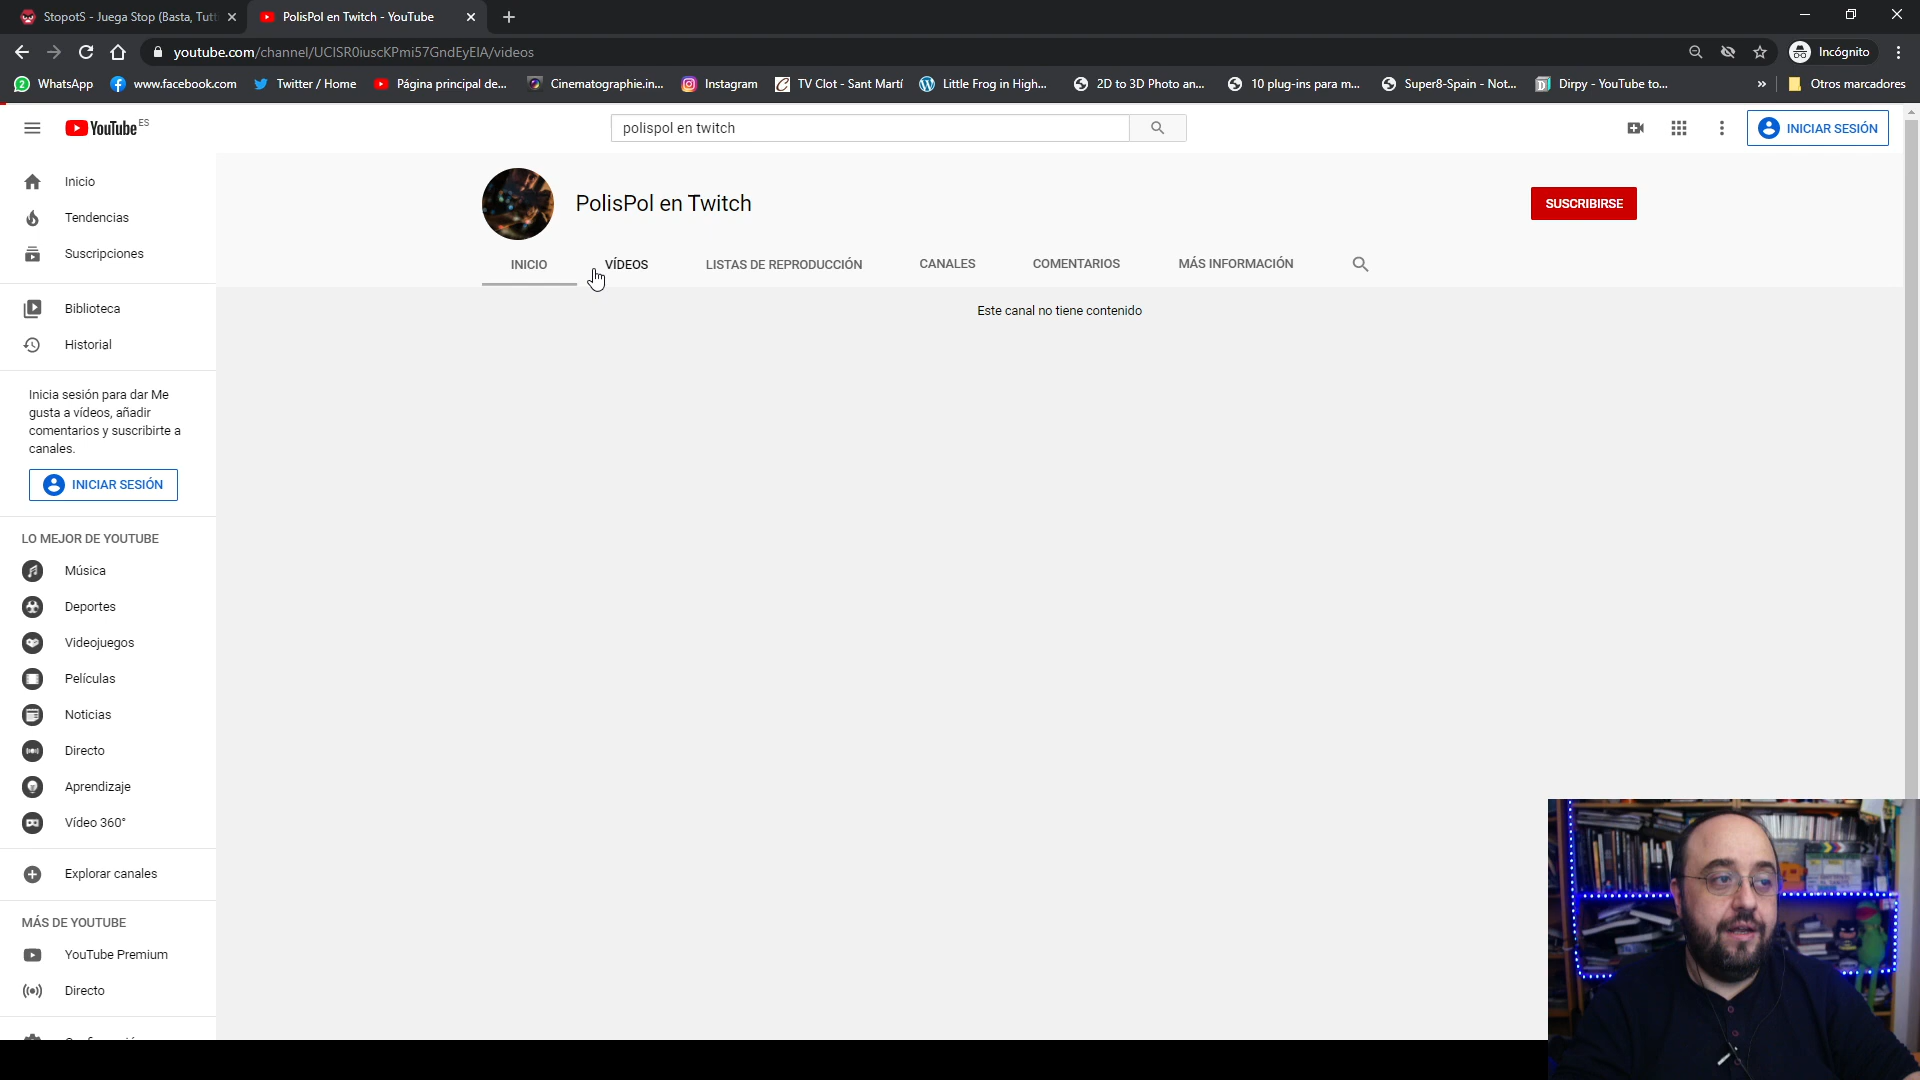 StopotS - Juega Stop (Basta, Tutt
PolisPol en Twitch - YouTube
youtube.com/channel/UCISR0iuscKPmi57GndEyEIA/videos
Incógnito
WhatsApp
www.facebook.com
Twitter / Home
Página principal de...
Cinematographie.in...
Instagram
TV Clot - Sant Martí
Little Frog in High...
2D to 3D Photo an...
10 plug-ins para m...
Super8-Spain - Not...
Dirpy - YouTube to...
»
Otros marcadores
YouTube ES
polispol en twitch
INICIAR SESIÓN
PolisPol en Twitch
SUSCRIBIRSE
INICIO
VÍDEOS
LISTAS DE REPRODUCCIÓN
CANALES
COMENTARIOS
MÁS INFORMACIÓN
Este canal no tiene contenido
Inicio
Tendencias
Suscripciones
Biblioteca
Historial
Inicia sesión para dar Me
gusta a vídeos, añadir
comentarios y suscribirte a
canales.
INICIAR SESIÓN
LO MEJOR DE YOUTUBE
Música
Deportes
Videojuegos
Películas
Noticias
Directo
Aprendizaje
Vídeo 360°
Explorar canales
MÁS DE YOUTUBE
YouTube Premium
Directo